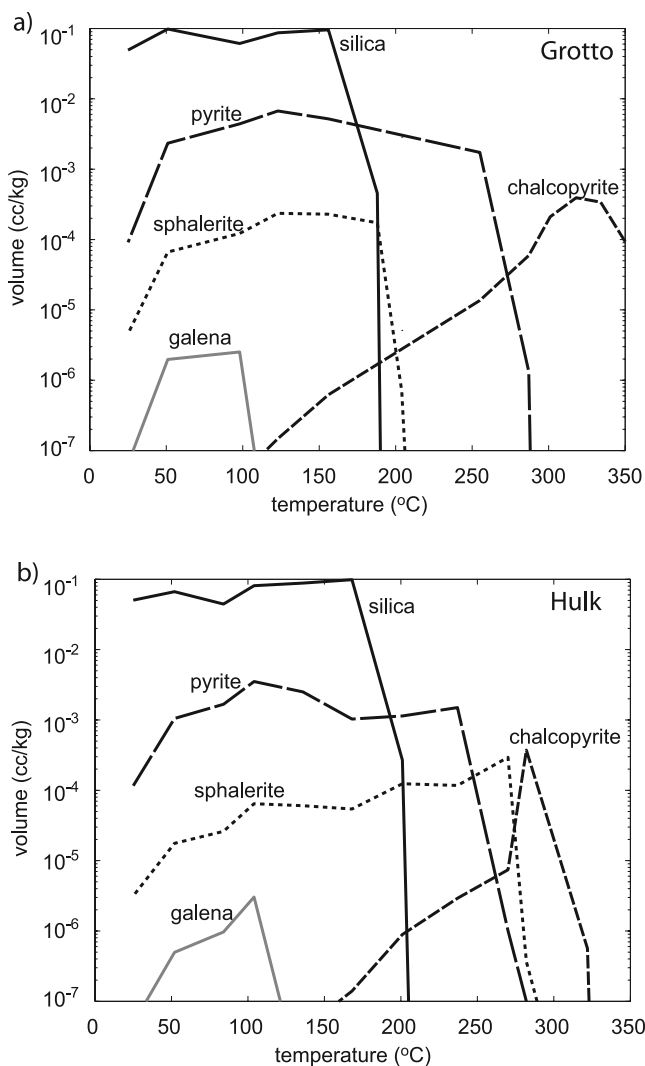 a)
10-1
silica
Grotto
10-2
pyrite
10-3
chalcopyrite
volume (cc/kg)
sphalerite
10-4
10-5
galena
10-6
10-7
0 50 100 150 200 250 300 350
temperature (oC)
b)
10-1
silica
Hulk
10-2
pyrite
10-3
chalcopyrite
volume (cc/kg)
sphalerite
10-4
10-5
galena
10-6
10-7
0 50 100 150 200 250 300 350
temperature (oC)